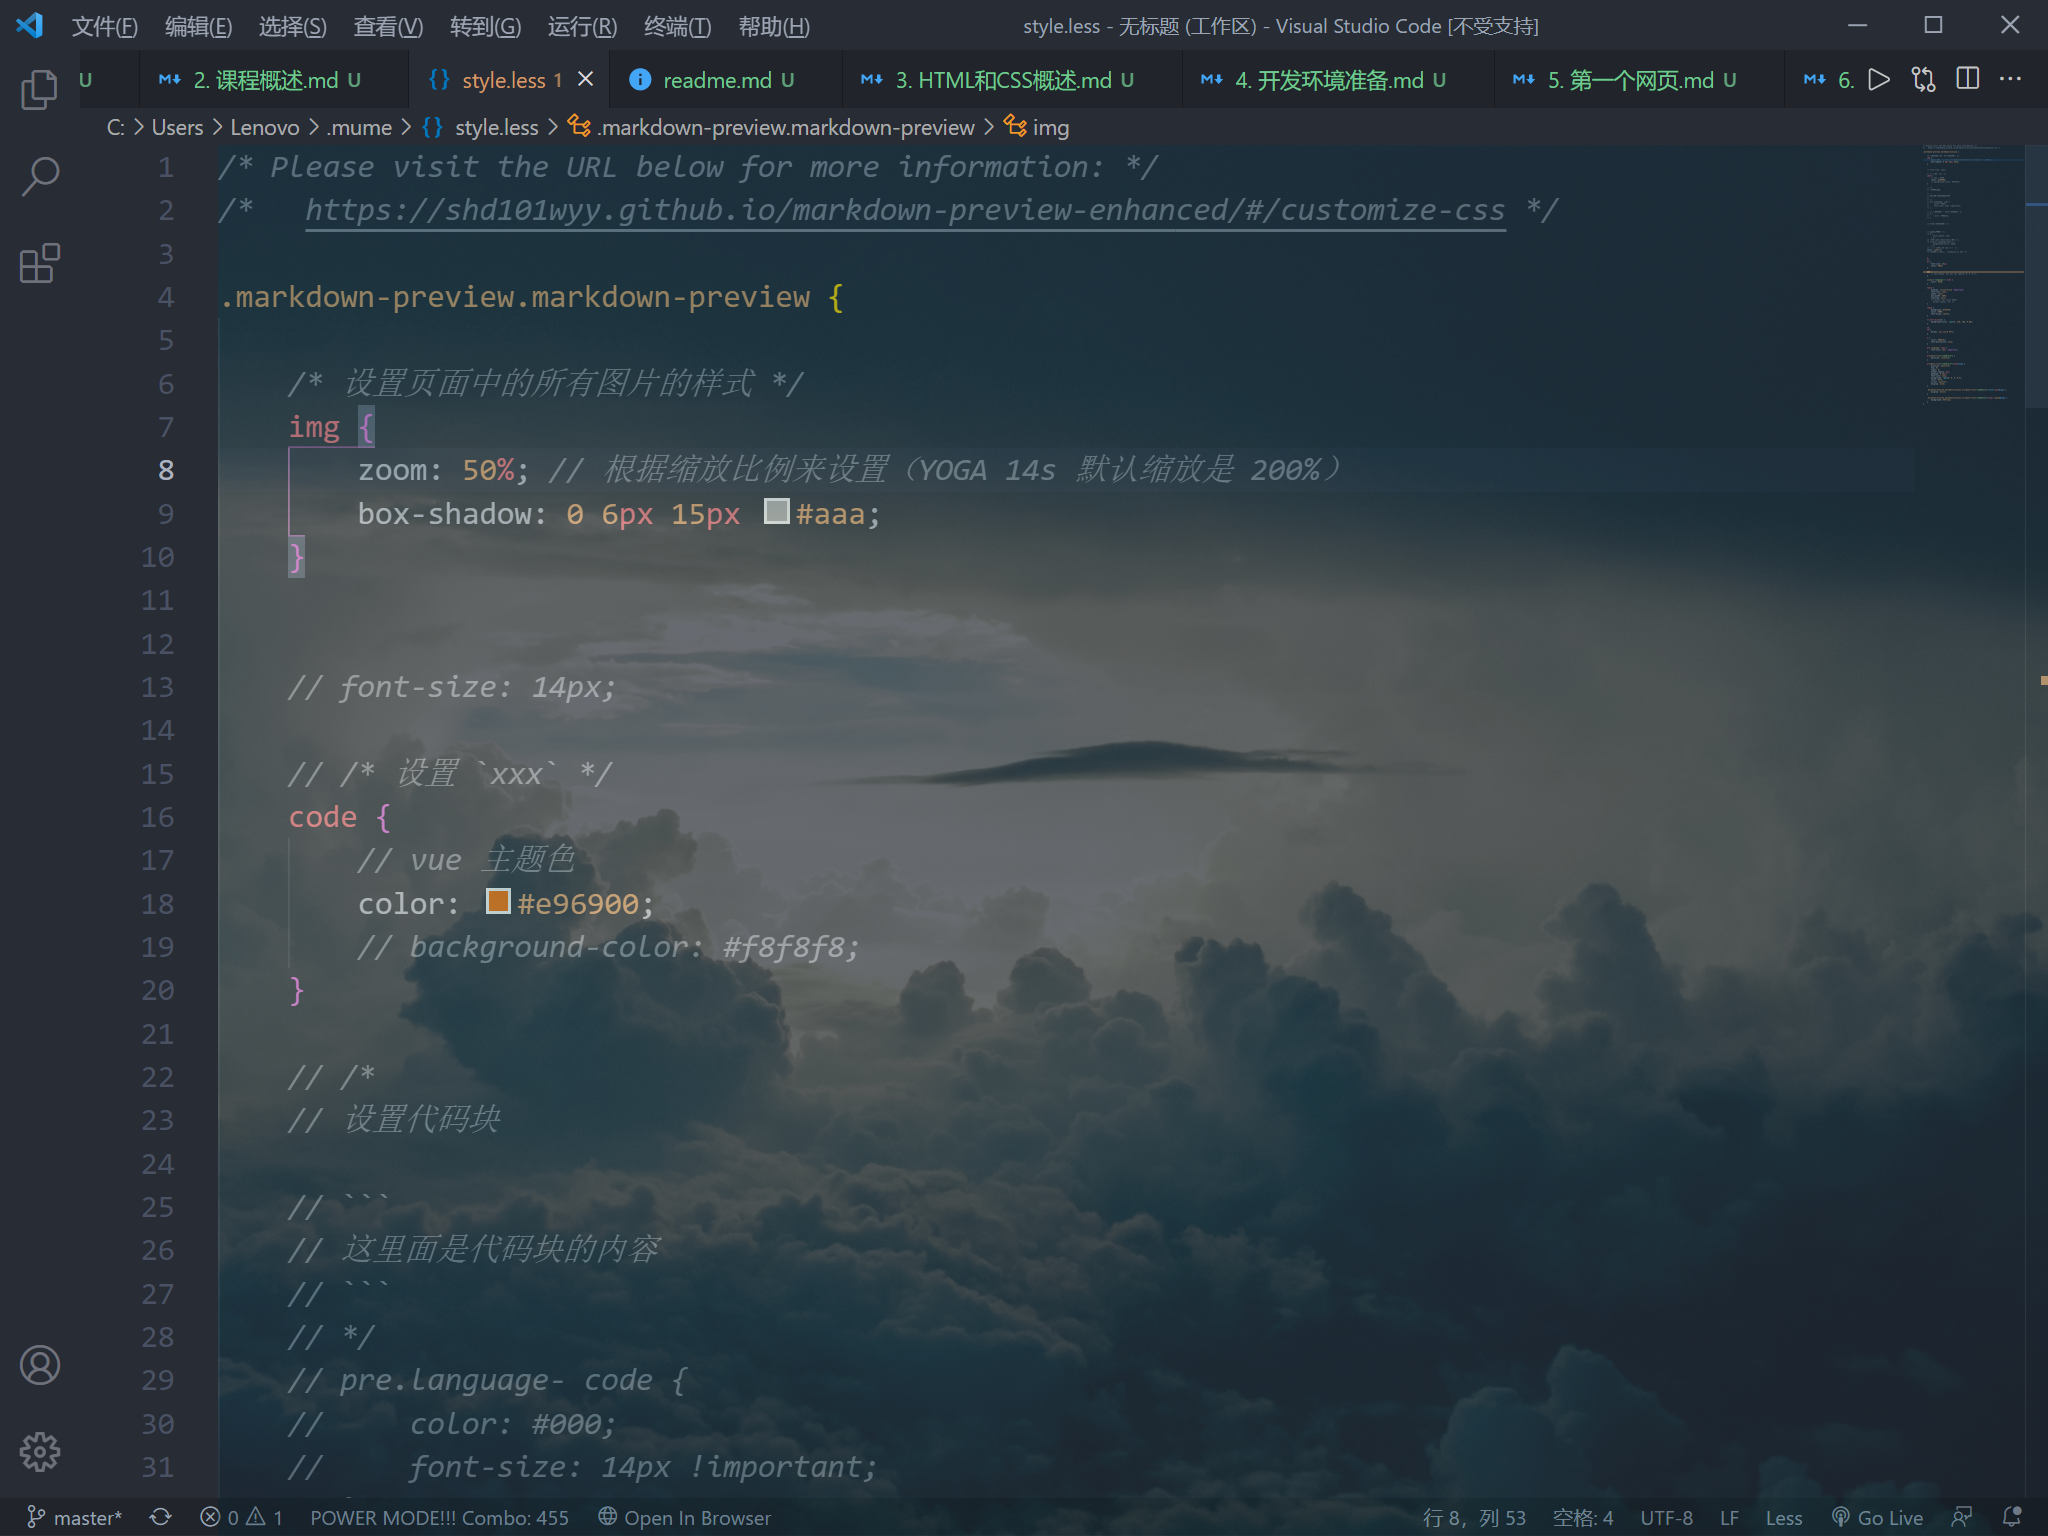 文件(F) 编辑(E) 选择(S) 查看(V) 转到(G) 运行(R) 终端(T) 帮助(H) style.less - 无标题 (工作区) - Visual Studio Code [不受支持]
U 2. 课程概述.md U style.less 1 readme.md U 3. HTML和CSS概述.md U 4. 开发环境准备.md U 5. 第一个网页.md U 6.
C: > Users > Lenovo > .mume > {} style.less > .markdown-preview.markdown-preview > img
1 /* Please visit the URL below for more information: */
2 /*   https://shd101wyy.github.io/markdown-preview-enhanced/#/customize-css */
3
4 .markdown-preview.markdown-preview {
5
6     /* 设置页面中的所有图片的样式 */
7     img {
8         zoom: 50%; // 根据缩放比例来设置（YOGA 14s 默认缩放是 200%）
9         box-shadow: 0 6px 15px #aaa;
10     }
11
12
13     // font-size: 14px;
14
15     // /* 设置 `xxx` */
16     code {
17         // vue 主题色
18         color: #e96900;
19         // background-color: #f8f8f8;
20     }
21
22     // /*
23     // 设置代码块
24
25     // ```
26     // 这里面是代码块的内容
27     // ```
28     // */
29     // pre.language- code {
30     //     color: #000;
31     //     font-size: 14px !important;
master* 0 1 POWER MODE!!! Combo: 455 Open In Browser 行 8，列 53 空格: 4 UTF-8 LF Less Go Live